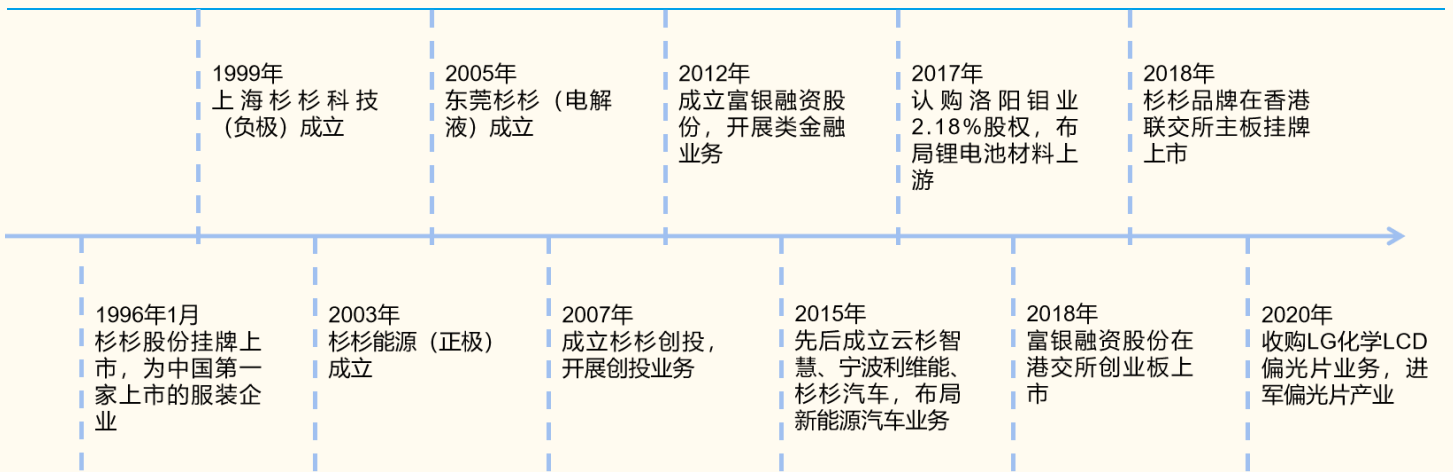 1999年
上海杉杉科技
（负极）成立
2005年
东莞杉杉（电解
液）成立
2012年
成立富银融资股
份，开展类金融
业务
2017年
认购洛阳钼业
2.18%股权，布
局锂电池材料上
游
2018年
杉杉品牌在香港
联交所主板挂牌
上市
1996年1月
杉杉股份挂牌上
市，为中国第一
家上市的服装企
业
2003年
杉杉能源（正极）
成立
2007年
成立杉杉创投，
开展创投业务
2015年
先后成立云杉智
慧、宁波利维能、
杉杉汽车，布局
新能源汽车业务
2018年
富银融资股份在
港交所创业板上
市
2020年
收购LG化学LCD
偏光片业务，进
军偏光片产业